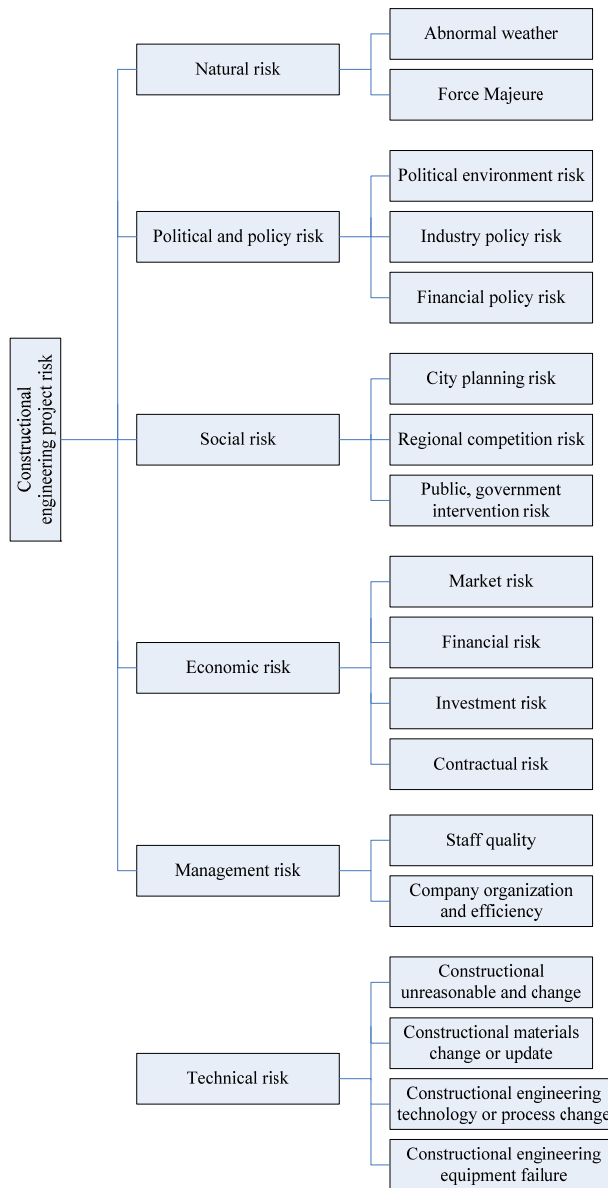 Constructional
engineering project risk
Natural risk
Abnormal weather
Force Majeure
Political and policy risk
Political environment risk
Industry policy risk
Financial policy risk
Social risk
City planning risk
Regional competition risk
Public, government
intervention risk
Economic risk
Market risk
Financial risk
Investment risk
Contractual risk
Management risk
Staff quality
Company organization
and efficiency
Technical risk
Constructional
unreasonable and change
Constructional materials
change or update
Constructional engineering
technology or process change
Constructional engineering
equipment failure